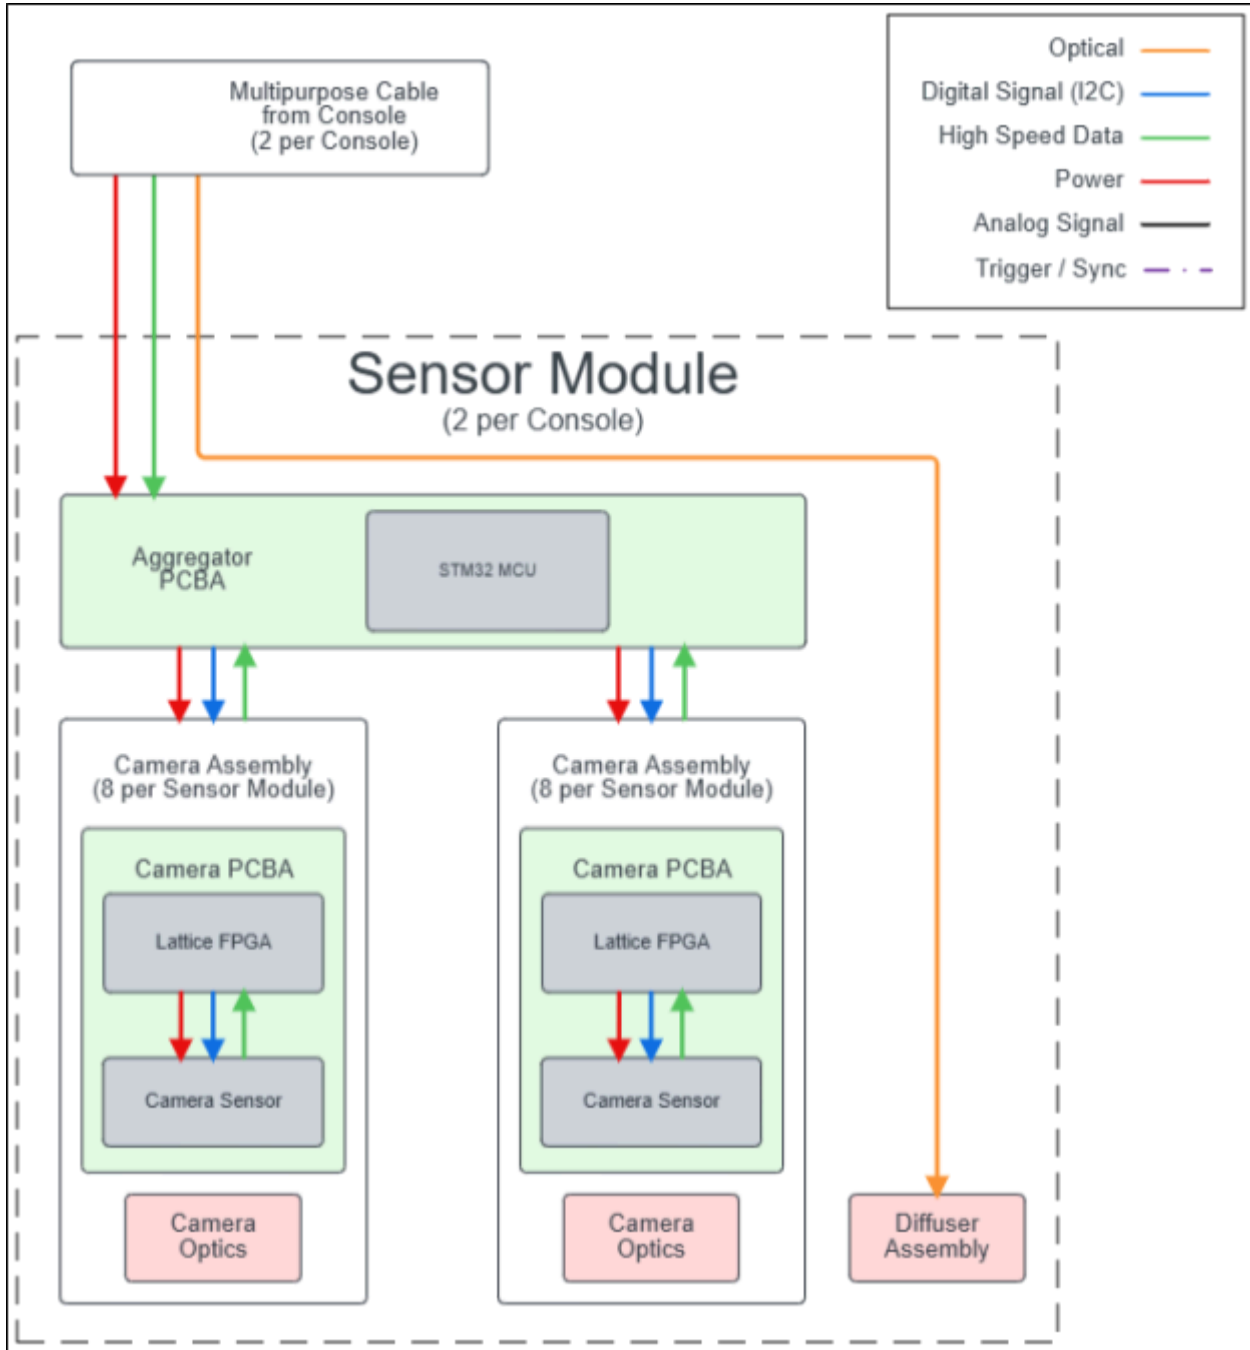 Optical
Digital Signal (I2C)
High Speed Data
Power
Analog Signal
Trigger / Sync
Multipurpose Cable
from Console
(2 per Console)
Sensor Module
(2 per Console)
Aggregator
PCBA
STM32 MCU
Camera Assembly
(8 per Sensor Module)
Camera PCBA
Lattice FPGA
Camera Sensor
Camera
Optics
Camera Assembly
(8 per Sensor Module)
Camera PCBA
Lattice FPGA
Camera Sensor
Camera
Optics
Diffuser
Assembly